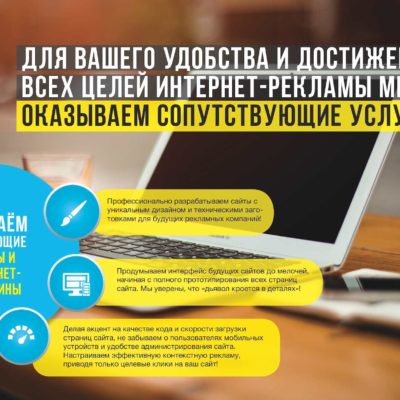 ДЛЯ ВАШЕГО УДОБСТВА И ДОСТИЖЕ
ВСЕХ ЦЕЛЕЙ ИНТЕРНЕТ-РЕКЛАМЫ М
ОКАЗЫВАЕМ СОПУТСТВУЮЩИЕ УСЛУ
АЁМ
ЮЩИЕ
Ы И
НЕТ-
ИНЫ
Профессионально разрабатываем сайты с
уникальным дизайном и техническими заго-
товками для будущих рекламных компаний!
Продумываем интерфейс будущих сайтов до мелочей,
начиная с полного прототипирования всех страниц
сайта. Мы уверены, что «дьявол кроется в деталях»!
Делая акцент на качестве кода и скорости загрузки
страниц сайта, не забываем о пользователях мобильных
устройств и удобстве администрирования сайта.
Настраиваем эффективную контекстную рекламу,
приводя только целевые клики на ваш сайт!